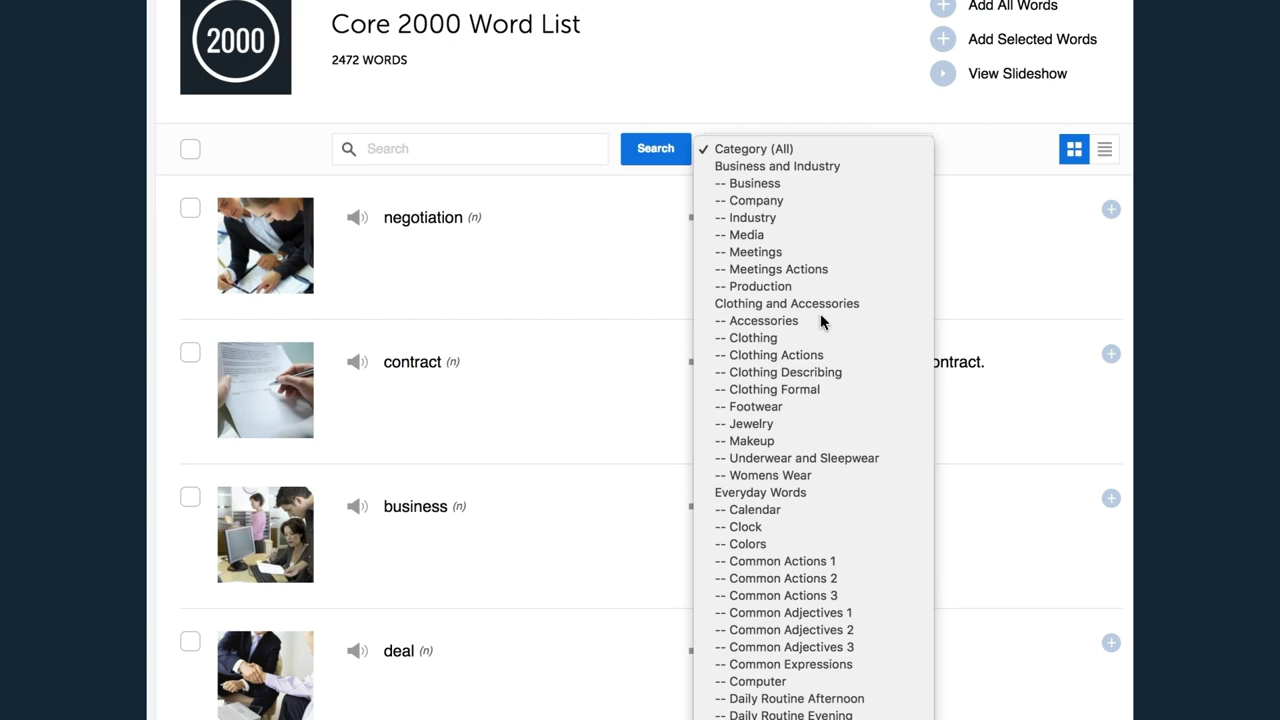 2000
Core 2000 Word List
2472 WORDS
Add All Words
Add Selected Words
View Slideshow
Search
Search
✓ Category (All)
Business and Industry
-- Business
-- Company
-- Industry
-- Media
-- Meetings
-- Meetings Actions
-- Production
Clothing and Accessories
-- Accessories
-- Clothing
-- Clothing Actions
-- Clothing Describing
-- Clothing Formal
-- Footwear
-- Jewelry
-- Makeup
-- Underwear and Sleepwear
-- Womens Wear
Everyday Words
-- Calendar
-- Clock
-- Colors
-- Common Actions 1
-- Common Actions 2
-- Common Actions 3
-- Common Adjectives 1
-- Common Adjectives 2
-- Common Adjectives 3
-- Common Expressions
-- Computer
-- Daily Routine Afternoon
-- Daily Routine Evening
negotiation (n)
contract (n)
ontract.
business (n)
deal (n)